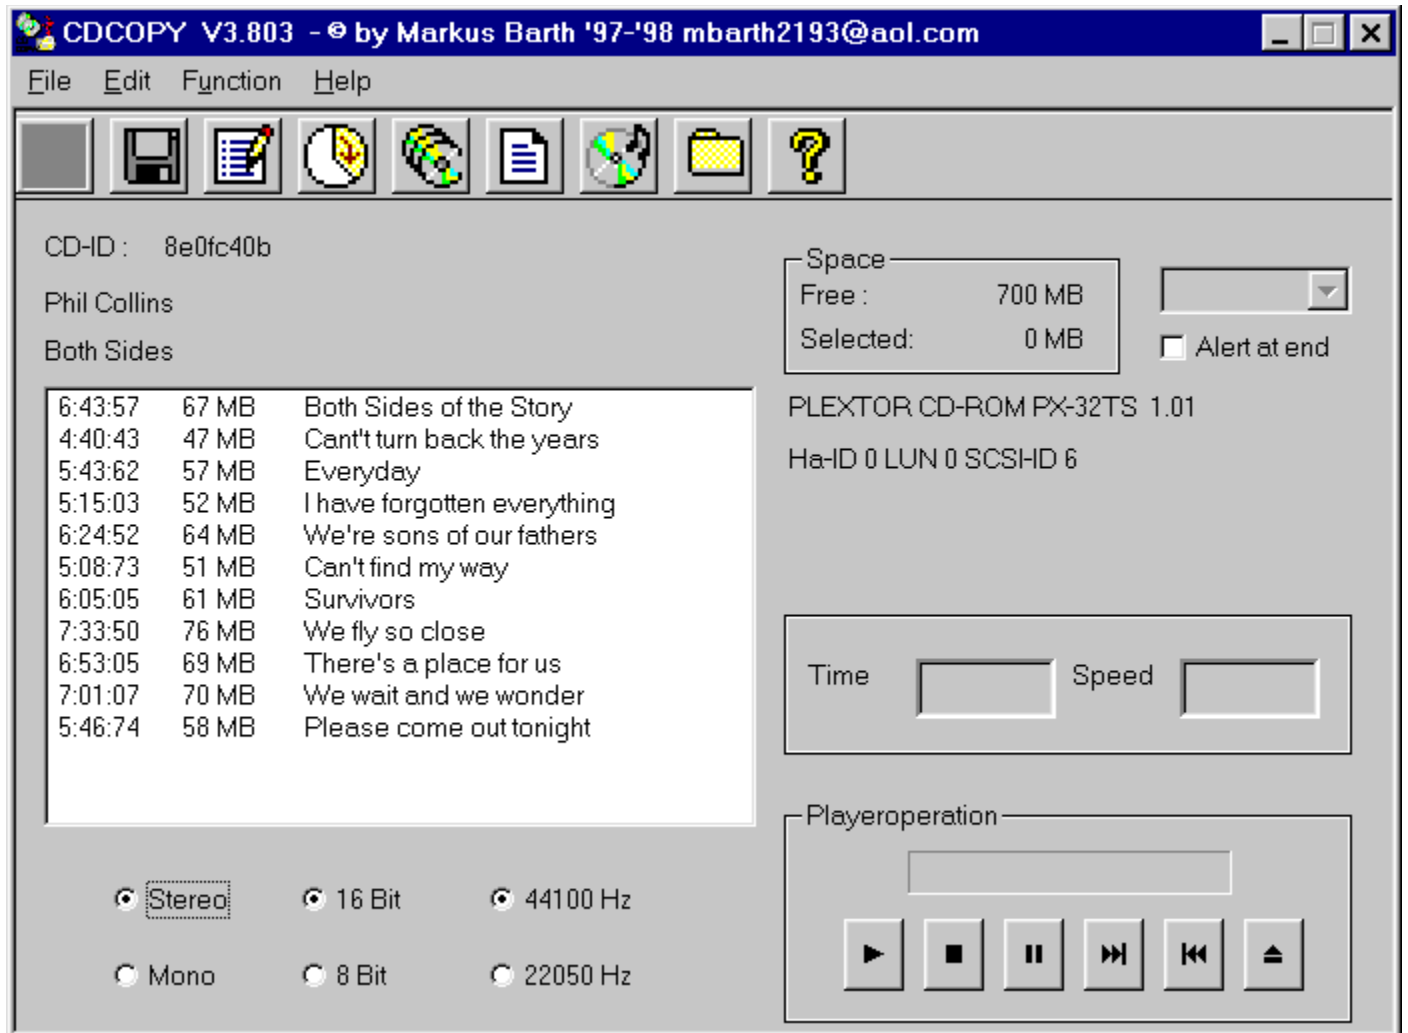 CDCOPY V3.803 - © by Markus Barth '97-'98 mbarth2193@aol.com
File Edit Function Help
CD-ID : 8e0fc40b
Phil Collins
Both Sides
6:43:57 67 MB Both Sides of the Story
4:40:43 47 MB Cant't turn back the years
5:43:62 57 MB Everyday
5:15:03 52 MB I have forgotten everything
6:24:52 64 MB We're sons of our fathers
5:08:73 51 MB Can't find my way
6:05:05 61 MB Survivors
7:33:50 76 MB We fly so close
6:53:05 69 MB There's a place for us
7:01:07 70 MB We wait and we wonder
5:46:74 58 MB Please come out tonight
Stereo 16 Bit 44100 Hz
Mono 8 Bit 22050 Hz
Space
Free : 700 MB
Selected: 0 MB
Alert at end
PLEXTOR CD-ROM PX-32TS 1.01
Ha-ID 0 LUN 0 SCSI-ID 6
Time Speed
Playeroperation